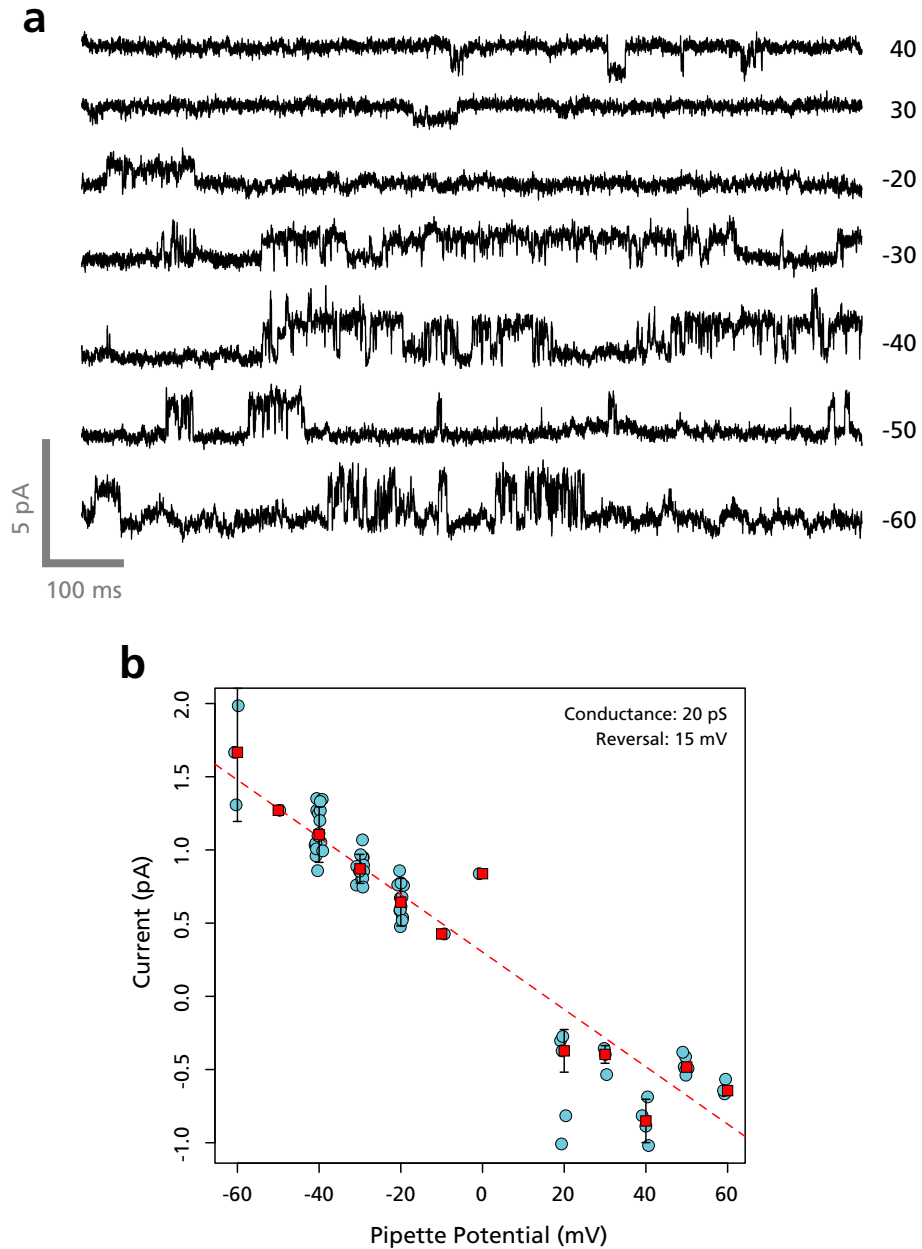 a
40
30
-20
-30
-40
-50
-60
5 pA
100 ms
b
Conductance: 20 pS
Reversal: 15 mV
2.0
1.5
1.0
0.5
0.0
-0.5
-1.0
Current (pA)
-60 -40 -20 0 20 40 60
Pipette Potential (mV)